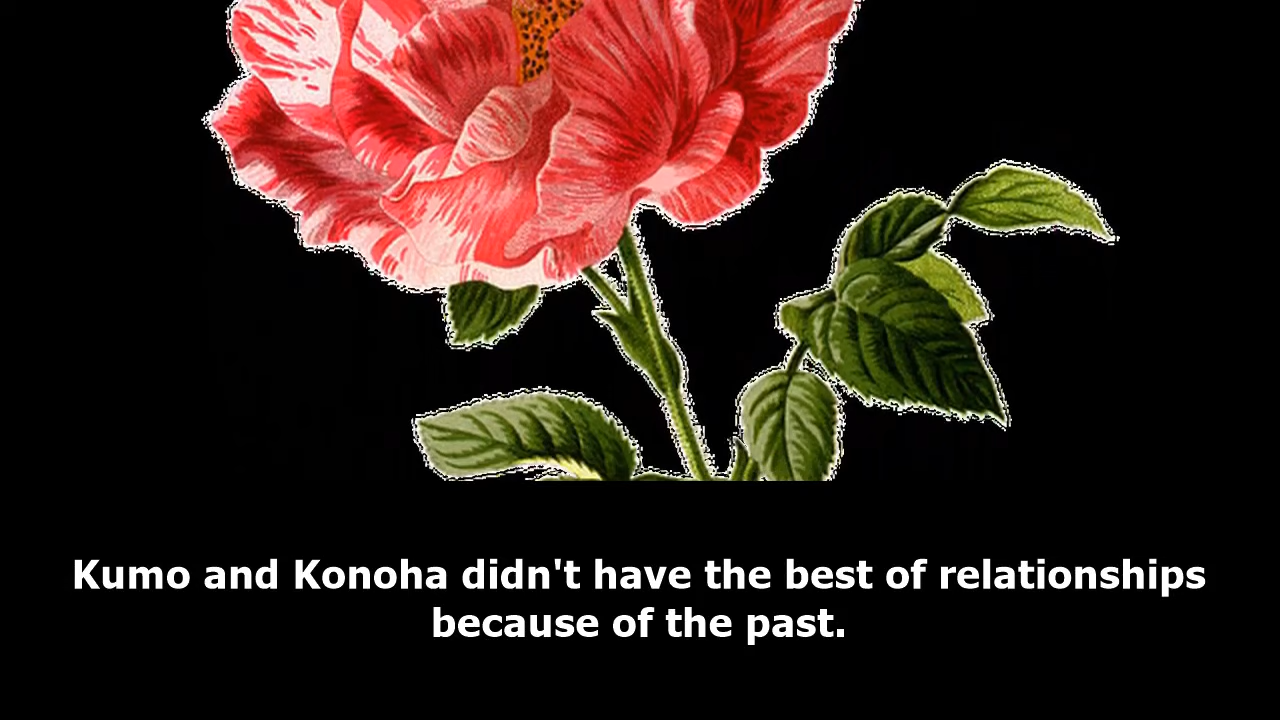 Kumo and Konoha didn't have the best of relationships
because of the past.